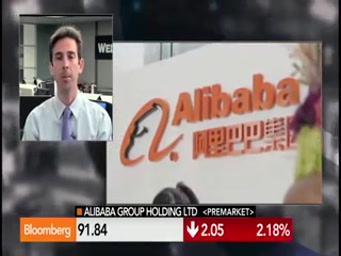 WE
Alibaba
阿里巴巴集团
ALIBABA GROUP HOLDING LTD <PREMARKET>
Bloomberg 91.84 2.05 2.18%